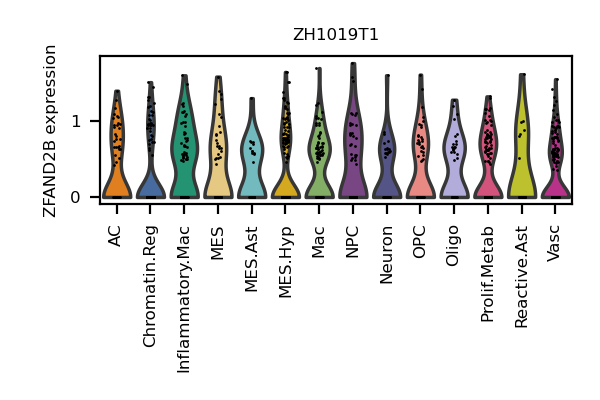 ZH1019T1
ZFAND2B expression
1
0
AC
Chromatin.Reg
Inflammatory.Mac
MES
MES.Ast
MES.Hyp
Mac
NPC
Neuron
OPC
Oligo
Prolif.Metab
Reactive.Ast
Vasc